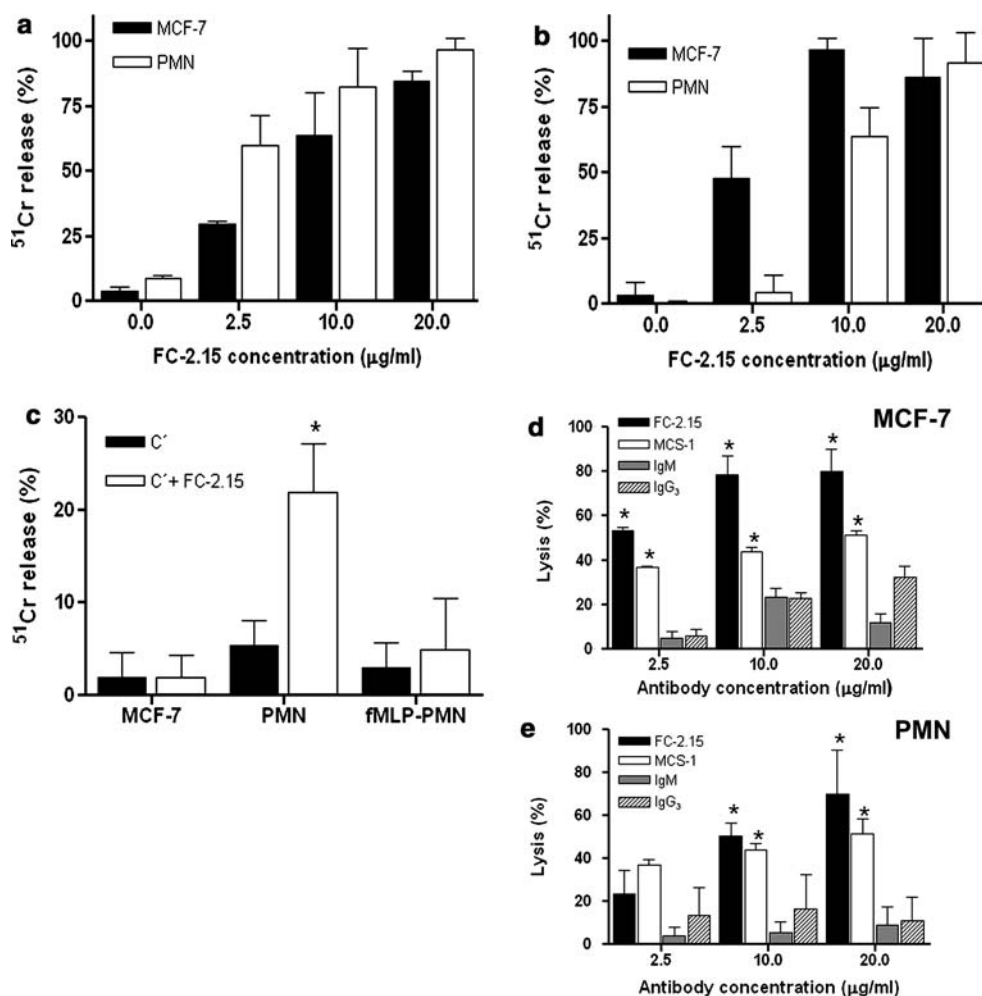 a
MCF-7
PMN
100
75
50
25
0
⁵¹Cr release (%)
0.0 2.5 10.0 20.0
FC-2.15 concentration (µg/ml)
b
MCF-7
PMN
100
75
50
25
0
⁵¹Cr release (%)
0.0 2.5 10.0 20.0
FC-2.15 concentration (µg/ml)
c
C´
C´+ FC-2.15
*
30
20
10
0
⁵¹Cr release (%)
MCF-7 PMN fMLP-PMN
d
MCF-7
FC-2.15
MCS-1
IgM
IgG₃
100
80
60
40
20
0
Lysis (%)
* * * * * *
2.5 10.0 20.0
Antibody concentration (µg/ml)
e
PMN
FC-2.15
MCS-1
IgM
IgG₃
100
80
60
40
20
0
Lysis (%)
* * * *
2.5 10.0 20.0
Antibody concentration (µg/ml)